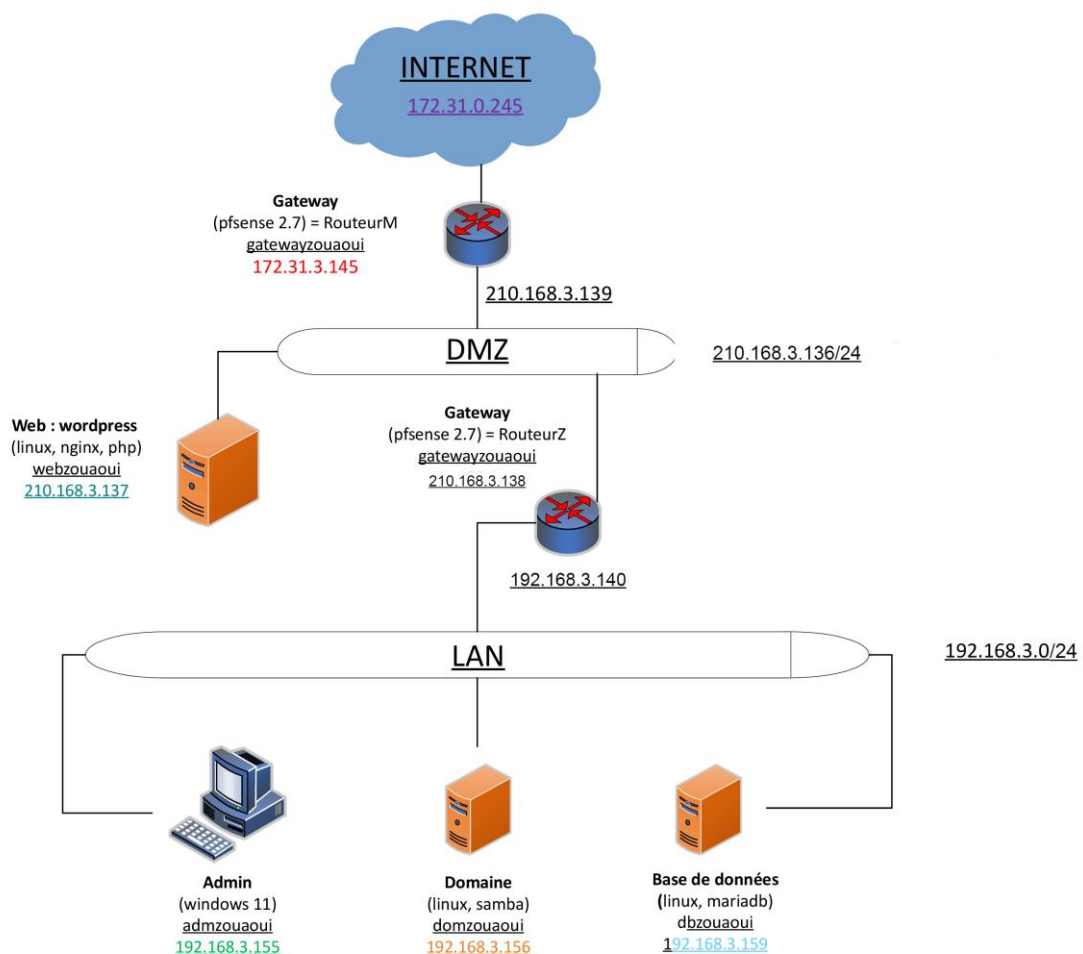 INTERNET
172.31.0.245
Gateway
(pfsense 2.7) = RouteurM
gatewayzouaoui
172.31.3.145
210.168.3.139
DMZ
210.168.3.136/24
Gateway
(pfsense 2.7) = RouteurZ
gatewayzouaoui
210.168.3.138
Web : wordpress
(linux, nginx, php)
webzouaoui
210.168.3.137
192.168.3.140
LAN
192.168.3.0/24
Admin
(windows 11)
admzouaoui
192.168.3.155
Domaine
(linux, samba)
domzouaoui
192.168.3.156
Base de données
(linux, mariadb)
dbzouaoui
192.168.3.159